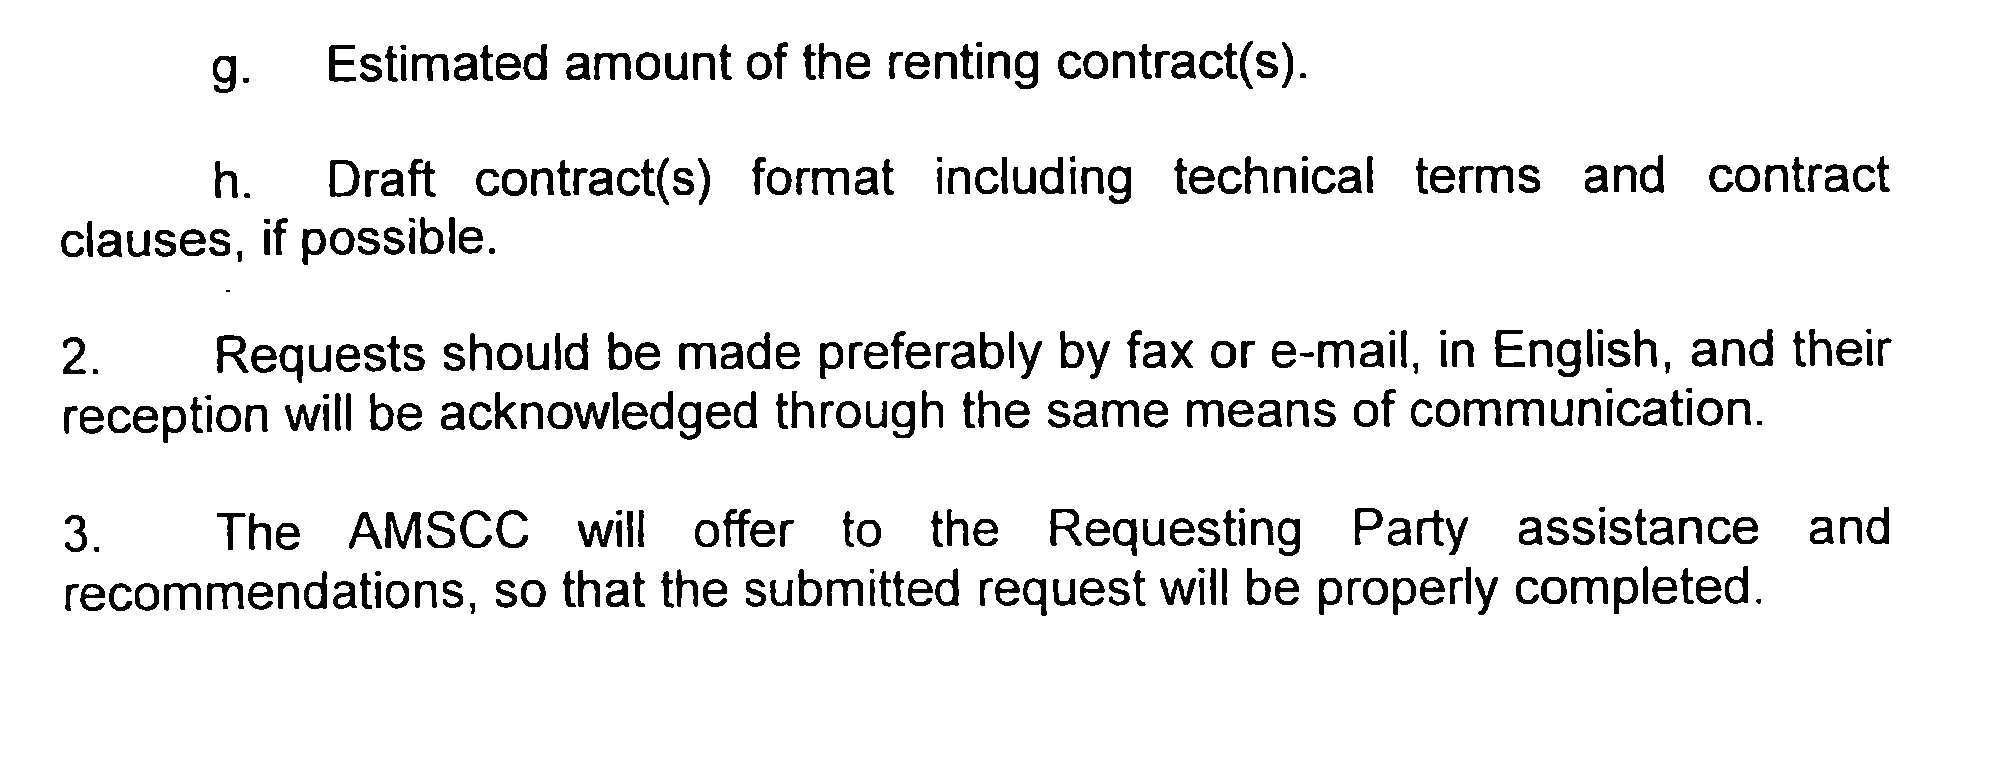 g. Estimated amount of the renting contract(s).
h. Draft contract(s) format including technical terms and contract
clauses, if possible.
2. Requests should be made preferably by fax or e-mail, in English, and their
reception will be acknowledged through the same means of communication.
3. The AMSCC will offer to the Requesting Party assistance and
recommendations, so that the submitted request will be properly completed.